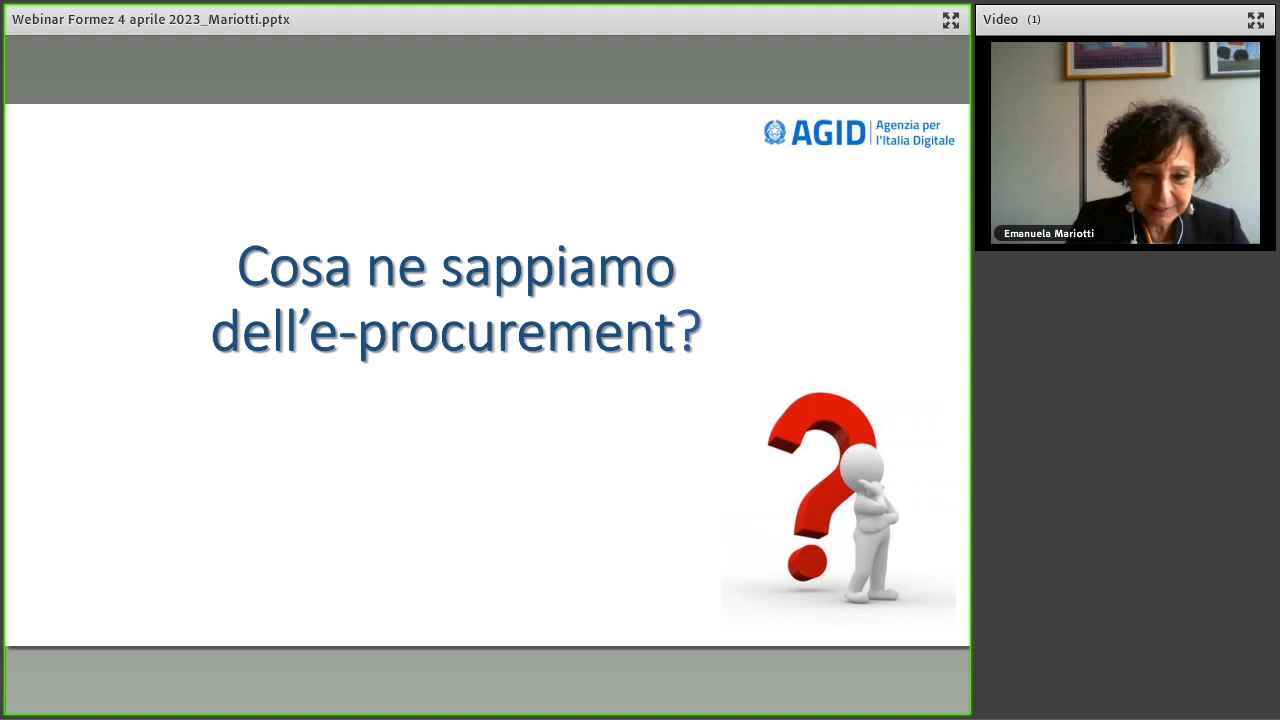 Webinar Formez 4 aprile 2023_Mariotti.pptx
Video (1)
AGID Agenzia per
l'Italia Digitale
Emanuela Mariotti
Cosa ne sappiamo
dell’e-procurement?